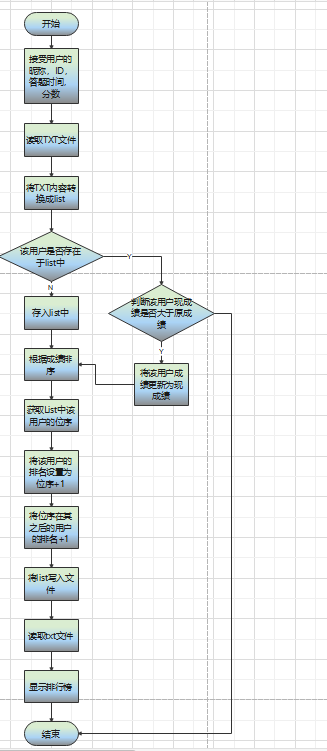 开始
接受用户的
昵称，ID，
答题时间，
分数
读取TXT文件
将TXT内容转
换成list
该用户是否存在
于list中
Y
N
存入list中
判断该用户现成
绩是否大于原成
绩
Y
根据成绩排
序
将该用户成
绩更新为现
成绩
获取List中该
用户的位序
将该用户的
排名设置为
位序+1
将位序在其
之后的用户
的排名+1
将list写入文
件
读取txt文件
显示排行榜
结束